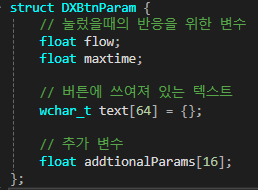 struct DXBtnParam {
// 눌렀을때의 반응을 위한 변수
float flow;
float maxtime;
// 버튼에 쓰여져 있는 텍스트
wchar_t text[64] = {};
// 추가 변수
float addtionalParams[16];
};